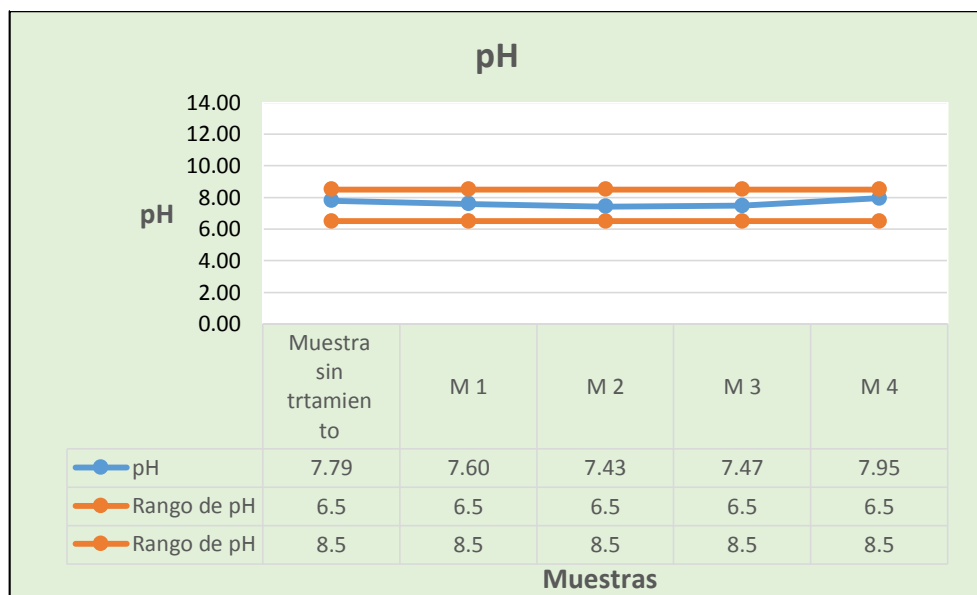 pH
14.00
12.00
10.00
8.00
6.00
4.00
2.00
0.00
pH
Muestra
sin
trtamien
to
M 1
M 2
M 3
M 4
pH 7.79 7.60 7.43 7.47 7.95
Rango de pH 6.5 6.5 6.5 6.5 6.5
Rango de pH 8.5 8.5 8.5 8.5 8.5
Muestras